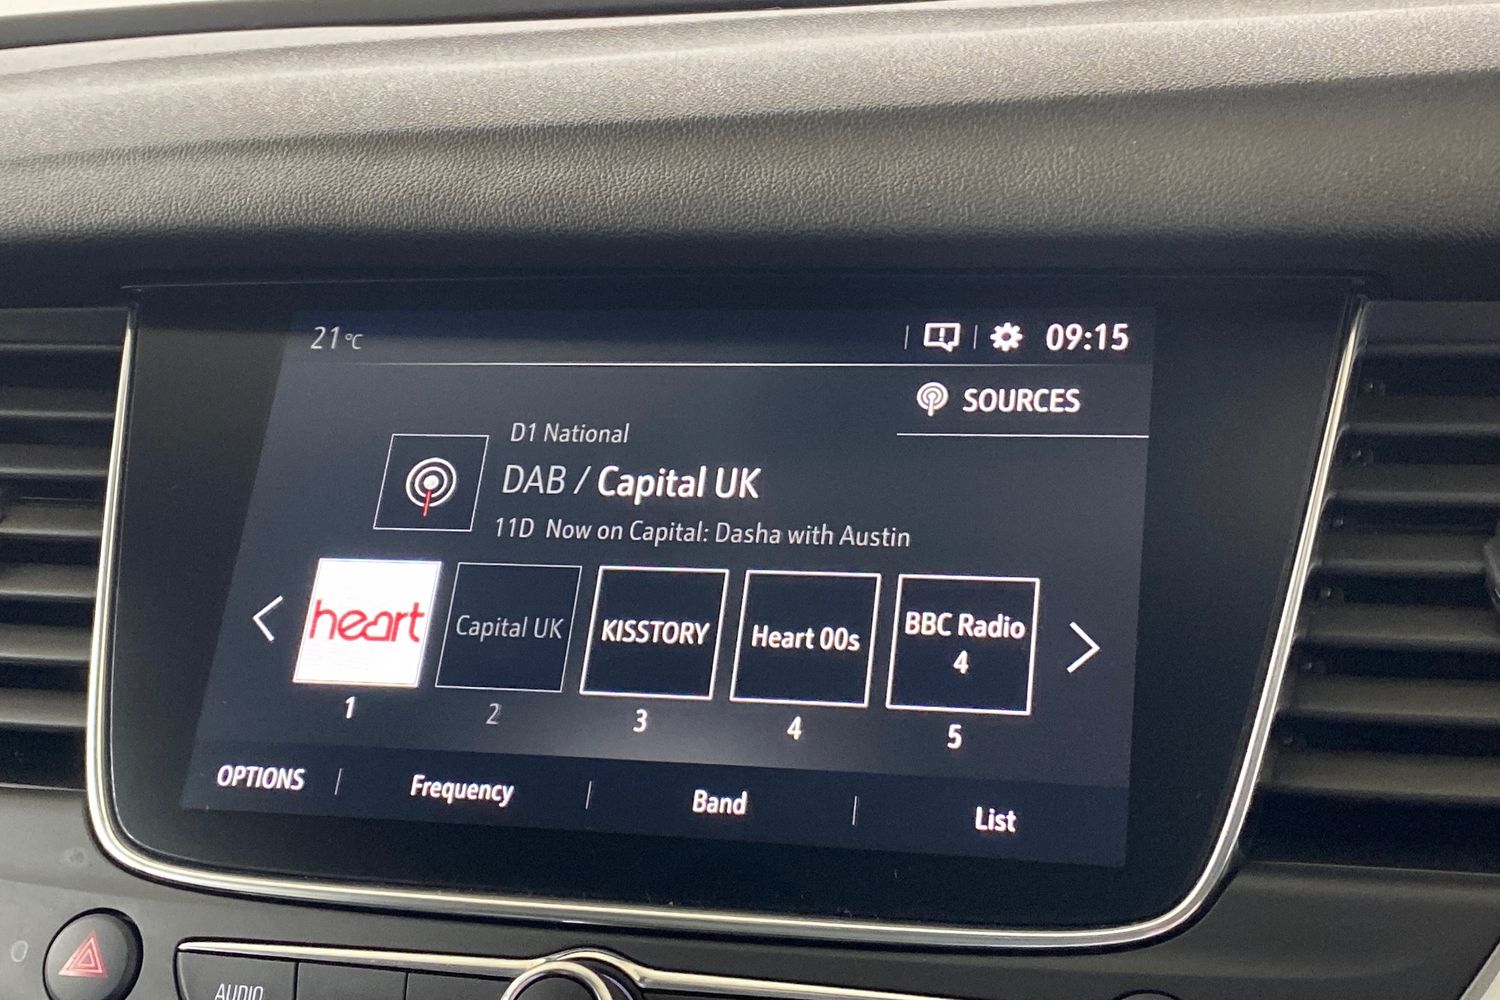 21°C
09:15
SOURCES
D1 National
DAB / Capital UK
11D Now on Capital: Dasha with Austin
heart
Capital UK
KISSTORY
Heart 00s
BBC Radio
4
1
2
3
4
5
OPTIONS
Frequency
Band
List
AUDIO